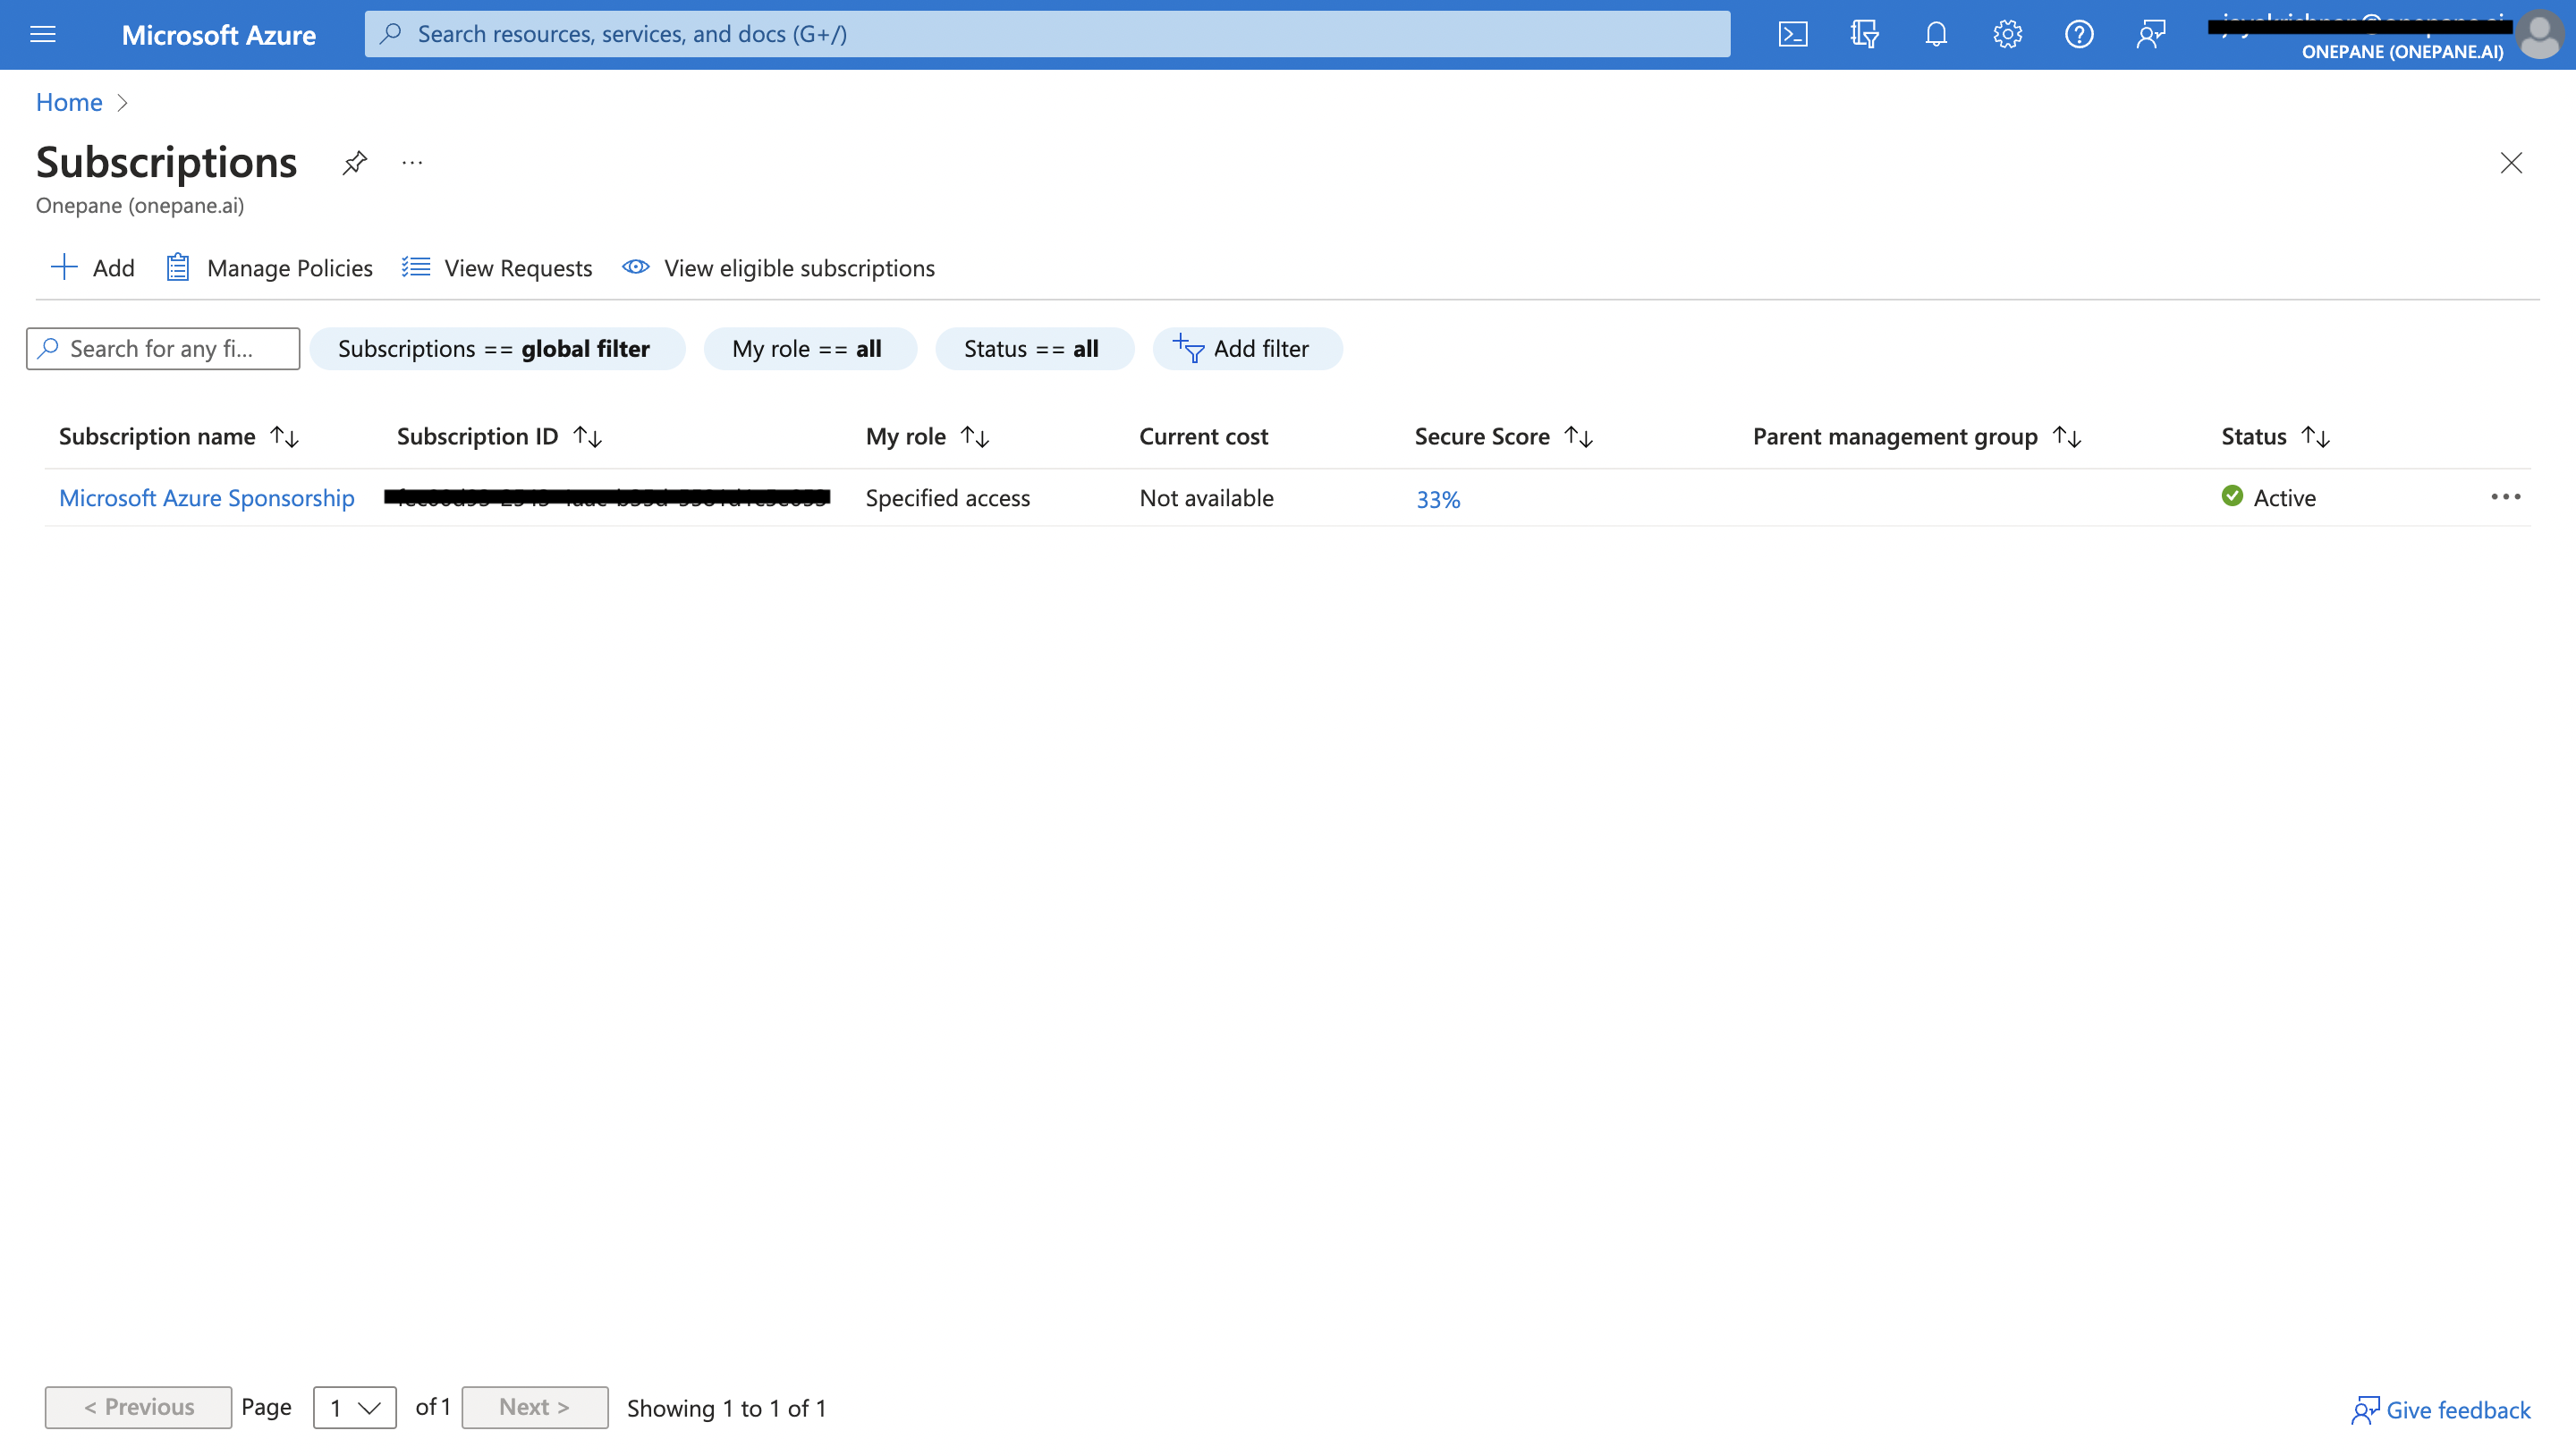 Microsoft Azure
Search resources, services, and docs (G+/)
ONEPANE (ONEPANE.AI)
Home
Subscriptions
...
Onepane (onepane.ai)
Add
Manage Policies
View Requests
View eligible subscriptions
Search for any fi...
Subscriptions == global filter
My role == all
Status == all
Add filter
Subscription name
Subscription ID
My role
Current cost
Secure Score
Parent management group
Status
Microsoft Azure Sponsorship
Specified access
Not available
33%
Active
< Previous
Page
1
of 1
Next >
Showing 1 to 1 of 1
Give feedback